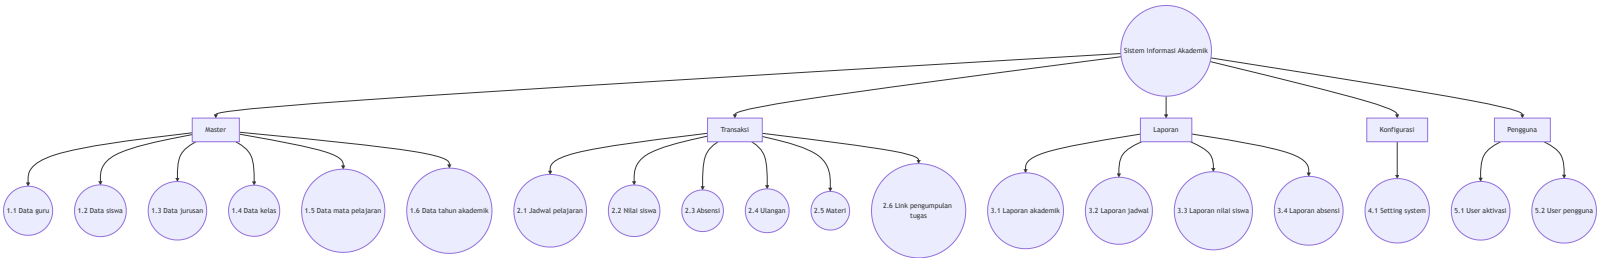 Sistem Informasi Akademik
Master
Transaksi
Laporan
Konfigurasi
Pengguna
1.1 Data guru
1.2 Data siswa
1.3 Data jurusan
1.4 Data kelas
1.5 Data mata pelajaran
1.6 Data tahun akademik
2.1 Jadwal pelajaran
2.2 Nilai siswa
2.3 Absensi
2.4 Ulangan
2.5 Materi
2.6 Link pengumpulan
tugas
3.1 Laporan akademik
3.2 Laporan jadwal
3.3 Laporan nilai siswa
3.4 Laporan absensi
4.1 Setting system
5.1 User aktivasi
5.2 User pengguna